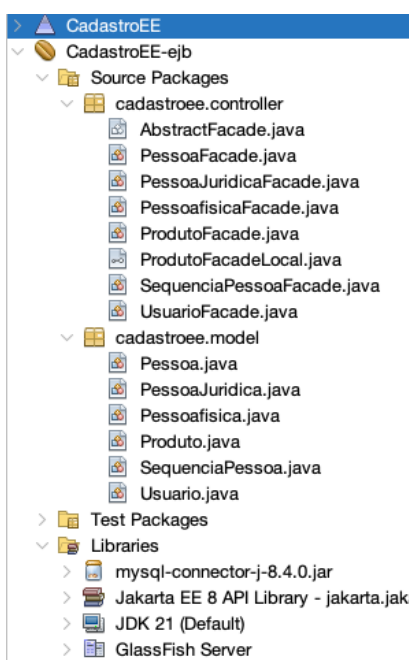 CadastroEE
CadastroEE-ejb
Source Packages
cadastroee.controller
AbstractFacade.java
PessoaFacade.java
PessoaJuridicaFacade.java
PessoafisicaFacade.java
ProdutoFacade.java
ProdutoFacadeLocal.java
SequenciaPessoaFacade.java
UsuarioFacade.java
cadastroee.model
Pessoa.java
PessoaJuridica.java
Pessoafisica.java
Produto.java
SequenciaPessoa.java
Usuario.java
Test Packages
Libraries
mysql-connector-j-8.4.0.jar
Jakarta EE 8 API Library - jakarta.jak
JDK 21 (Default)
GlassFish Server